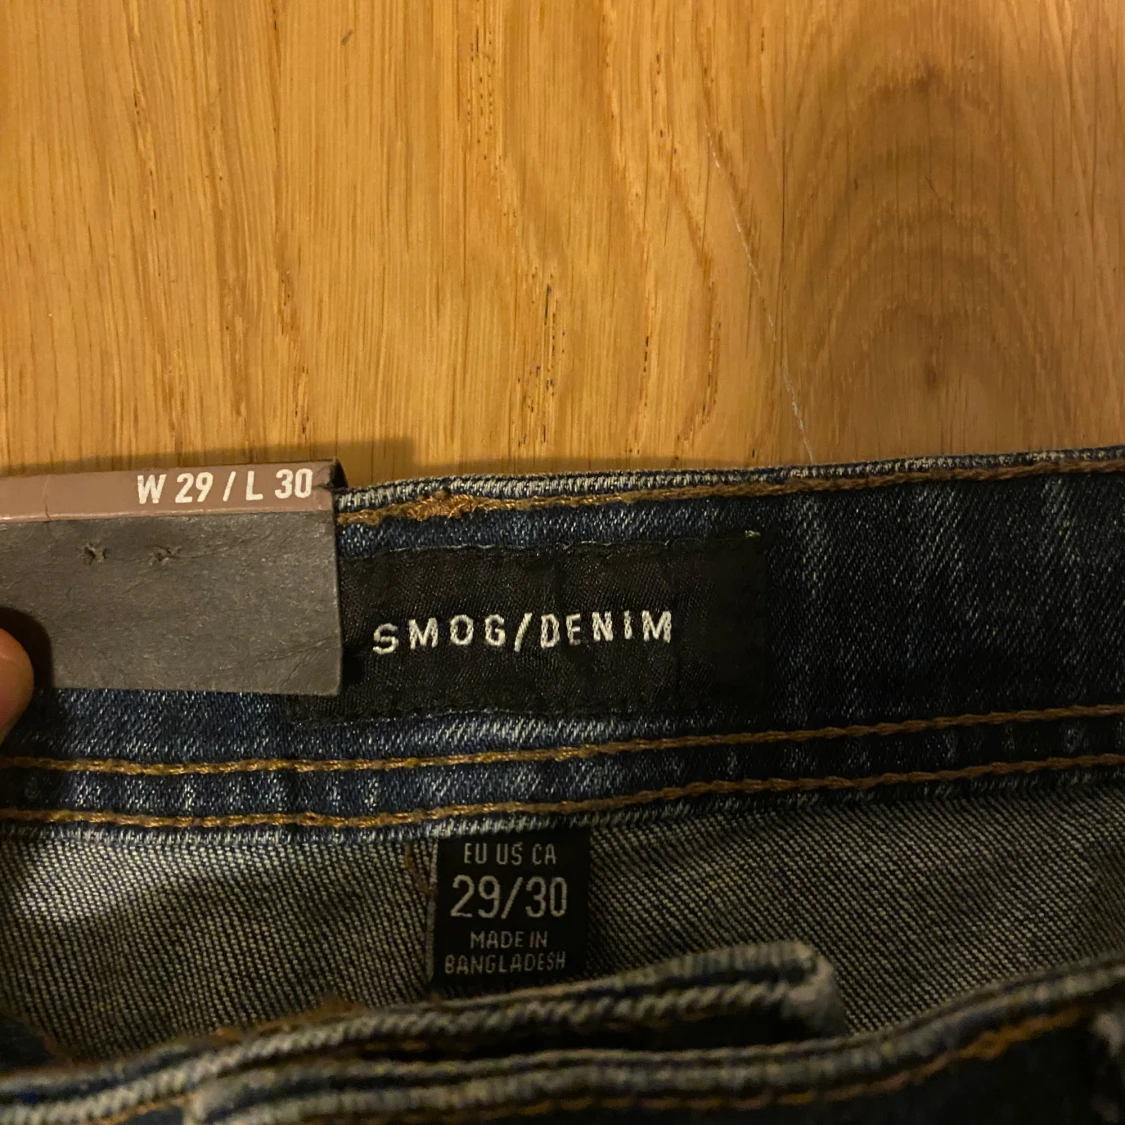 W 29 / L 30
SMOG/DENIM
EU US CA
29/30
MADE IN
BANGLADESH